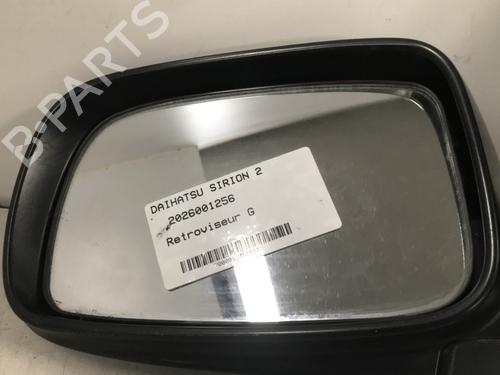 B-PARTS
DAIHATSU SIRION 2
2026001256
Retroviseur G